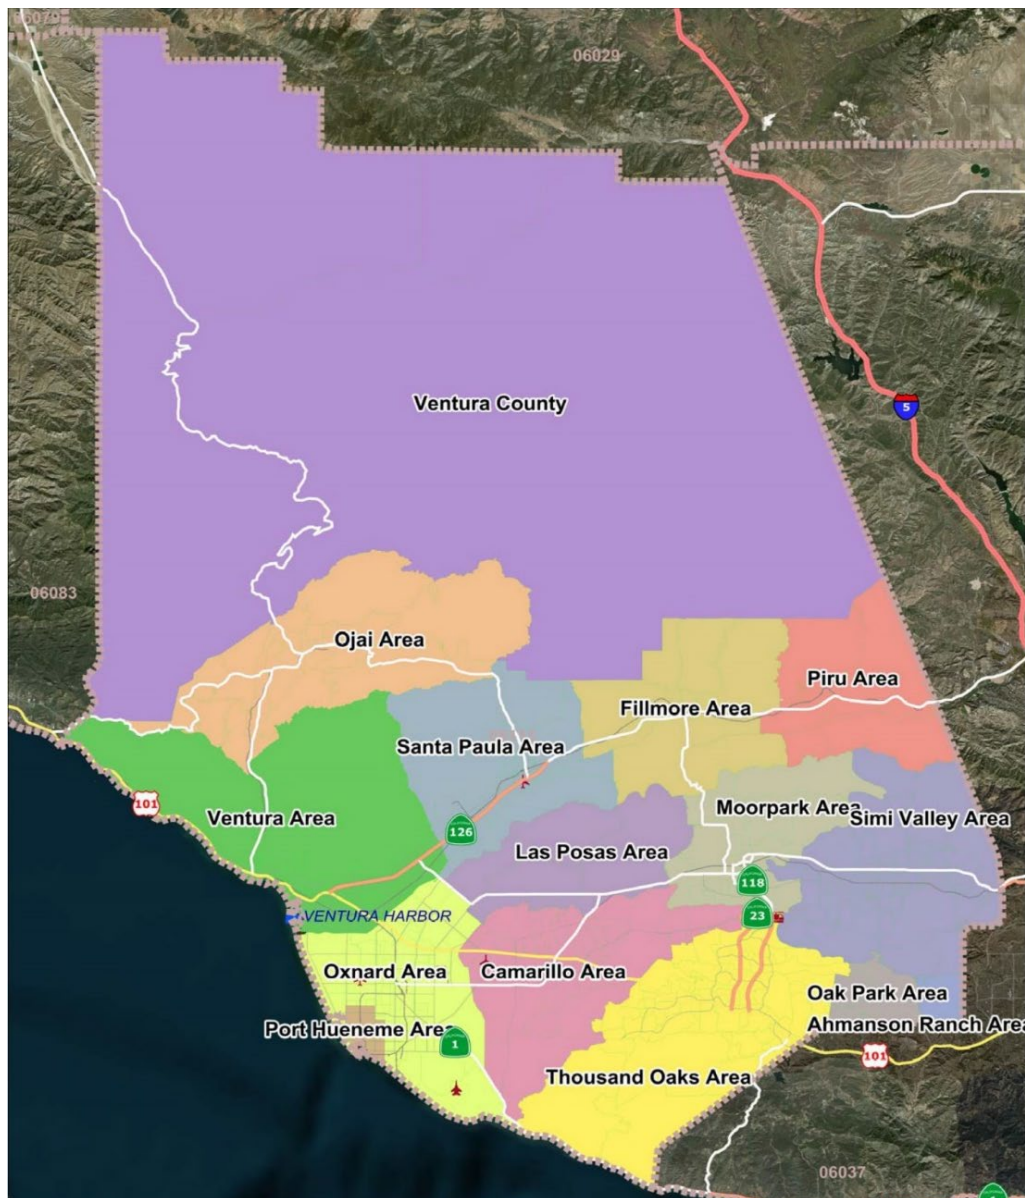 06079
06029
Ventura County
5
06083
Ojai Area
Piru Area
Fillmore Area
Santa Paula Area
101
Moorpark Area
Ventura Area
Simi Valley Area
126
Las Posas Area
118
23
VENTURA HARBOR
Oxnard Area
Camarillo Area
Oak Park Area
Port Hueneme Area
Ahmanson Ranch Area
1
101
Thousand Oaks Area
06037